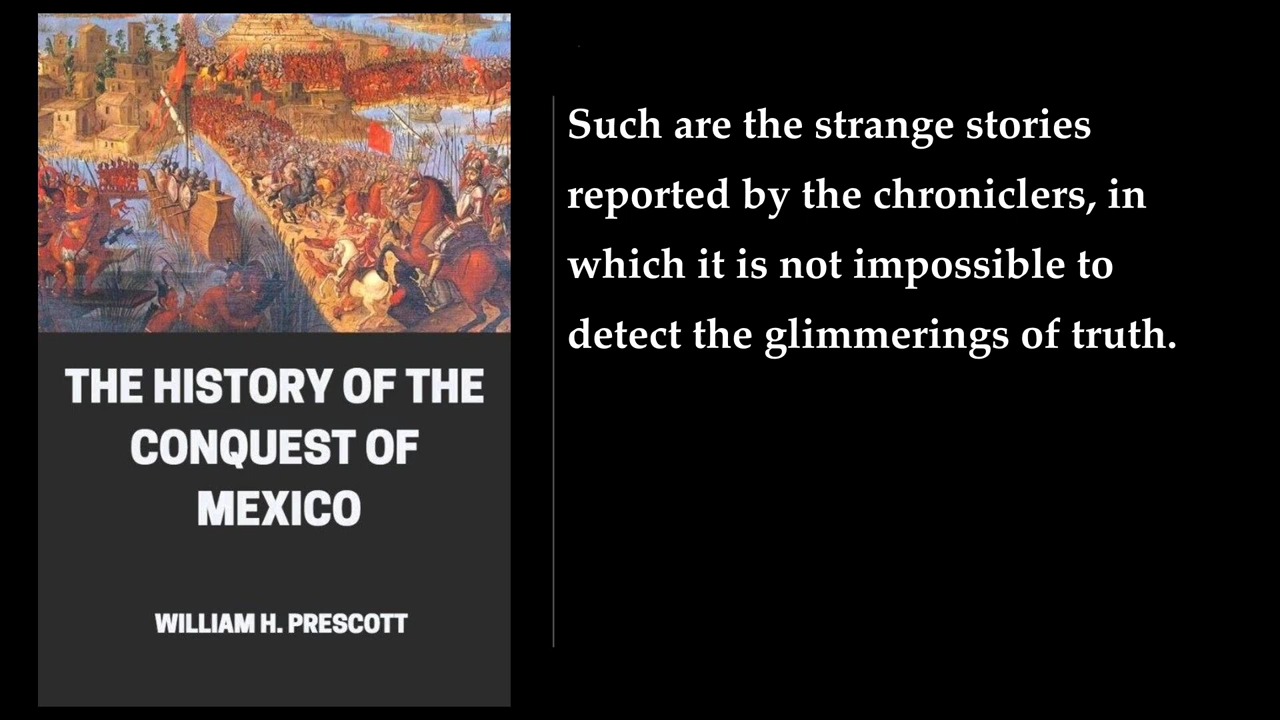 THE HISTORY OF THE
CONQUEST OF
MEXICO
WILLIAM H. PRESCOTT
Such are the strange stories
reported by the chroniclers, in
which it is not impossible to
detect the glimmerings of truth.